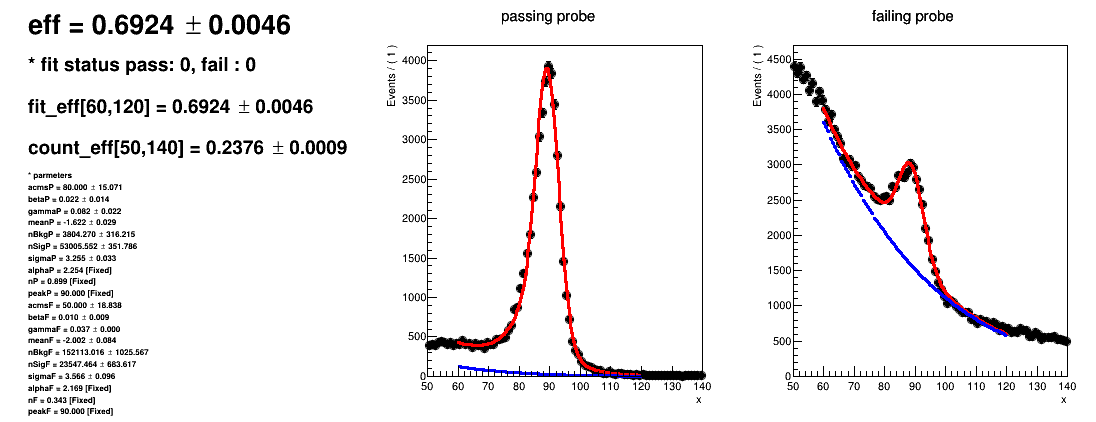 eff = 0.6924 ± 0.0046
* fit status pass: 0, fail : 0
fit_eff[60,120] = 0.6924 ± 0.0046
count_eff[50,140] = 0.2376 ± 0.0009
* parmeters
acmsP = 80.000 ± 15.071
betaP = 0.022 ± 0.014
gammaP = 0.082 ± 0.022
meanP = -1.622 ± 0.029
nBkgP = 3804.270 ± 316.215
nSigP = 53005.552 ± 351.786
sigmaP = 3.255 ± 0.033
alphaP = 2.254 [Fixed]
nP = 0.899 [Fixed]
peakP = 90.000 [Fixed]
acmsF = 50.000 ± 18.838
betaF = 0.010 ± 0.009
gammaF = 0.037 ± 0.000
meanF = -2.002 ± 0.084
nBkgF = 152113.016 ± 1025.567
nSigF = 23547.464 ± 683.617
sigmaF = 3.566 ± 0.096
alphaF = 2.169 [Fixed]
nF = 0.343 [Fixed]
peakF = 90.000 [Fixed]
passing probe
Events / ( 1 )
4000
3500
3000
2500
2000
1500
1000
500
0
50 60 70 80 90 100 110 120 130 140
x
failing probe
Events / ( 1 )
4500
4000
3500
3000
2500
2000
1500
1000
500
0
50 60 70 80 90 100 110 120 130 140
x